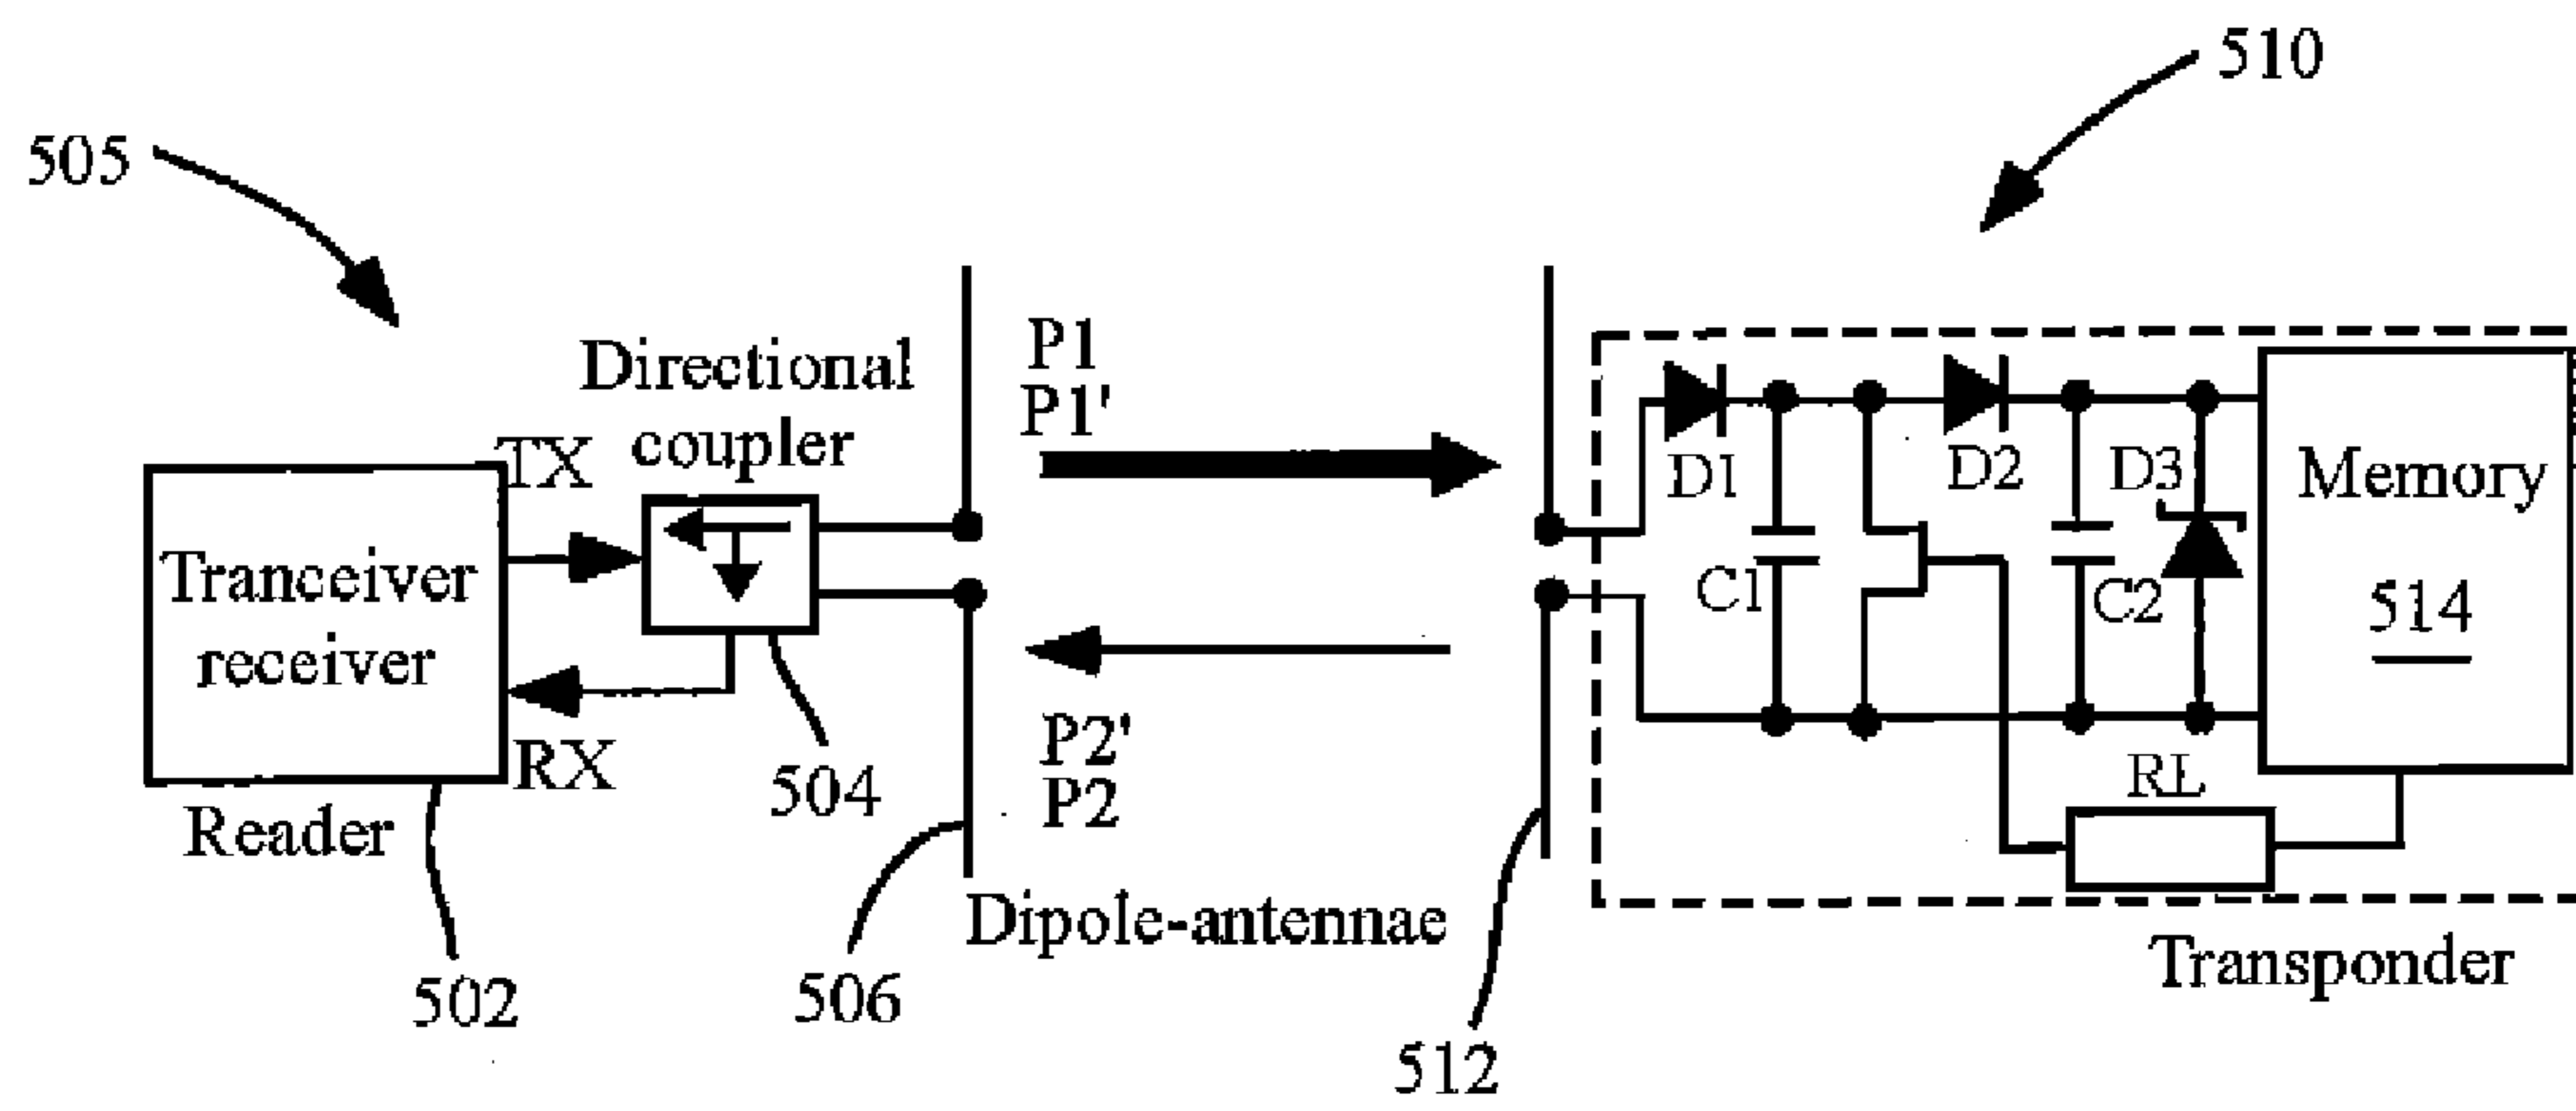 510
505
P1
P1'
Directional
coupler
TX
Tranceiver
receiver
RX
Reader
504
P2'
P2
502
506
Dipole-antennae
512
D1
D2
D3
C1
C2
Memory
514
RL
Transponder